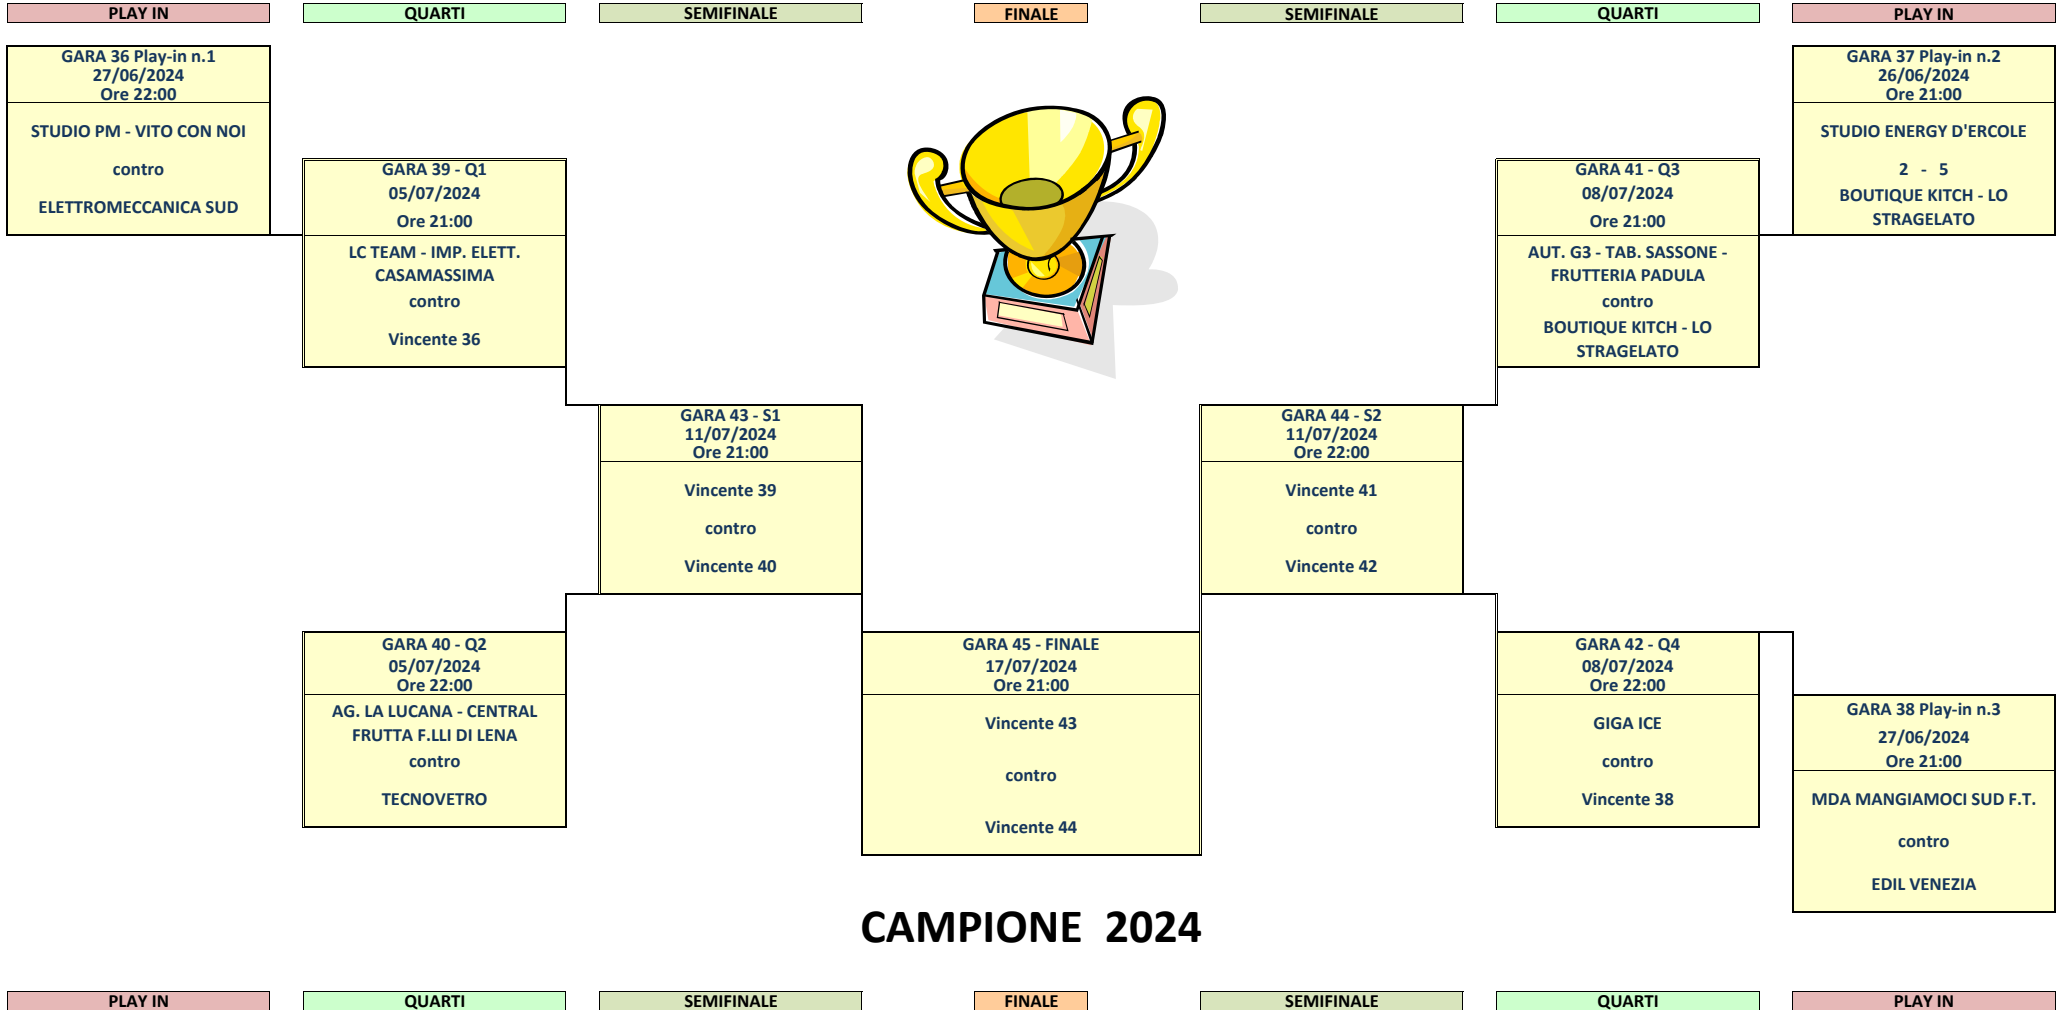 PLAY IN
QUARTI
SEMIFINALE
FINALE
SEMIFINALE
QUARTI
PLAY IN
GARA 36 Play-in n.1
27/06/2024
Ore 22:00
STUDIO PM - VITO CON NOI
contro
ELETTROMECCANICA SUD
GARA 39 - Q1
05/07/2024
Ore 21:00
LC TEAM - IMP. ELETT.
CASAMASSIMA
contro
Vincente 36
GARA 40 - Q2
05/07/2024
Ore 22:00
AG. LA LUCANA - CENTRAL
FRUTTA F.LLI DI LENA
contro
TECNOVETRO
GARA 43 - S1
11/07/2024
Ore 21:00
Vincente 39
contro
Vincente 40
GARA 45 - FINALE
17/07/2024
Ore 21:00
Vincente 43
contro
Vincente 44
GARA 44 - S2
11/07/2024
Ore 22:00
Vincente 41
contro
Vincente 42
GARA 41 - Q3
08/07/2024
Ore 21:00
AUT. G3 - TAB. SASSONE -
FRUTTERIA PADULA
contro
BOUTIQUE KITCH - LO
STRAGELATO
GARA 42 - Q4
08/07/2024
Ore 22:00
GIGA ICE
contro
Vincente 38
GARA 37 Play-in n.2
26/06/2024
Ore 21:00
STUDIO ENERGY D'ERCOLE
2 - 5
BOUTIQUE KITCH - LO
STRAGELATO
GARA 38 Play-in n.3
27/06/2024
Ore 21:00
MDA MANGIAMOCI SUD F.T.
contro
EDIL VENEZIA
CAMPIONE 2024
PLAY IN
QUARTI
SEMIFINALE
FINALE
SEMIFINALE
QUARTI
PLAY IN